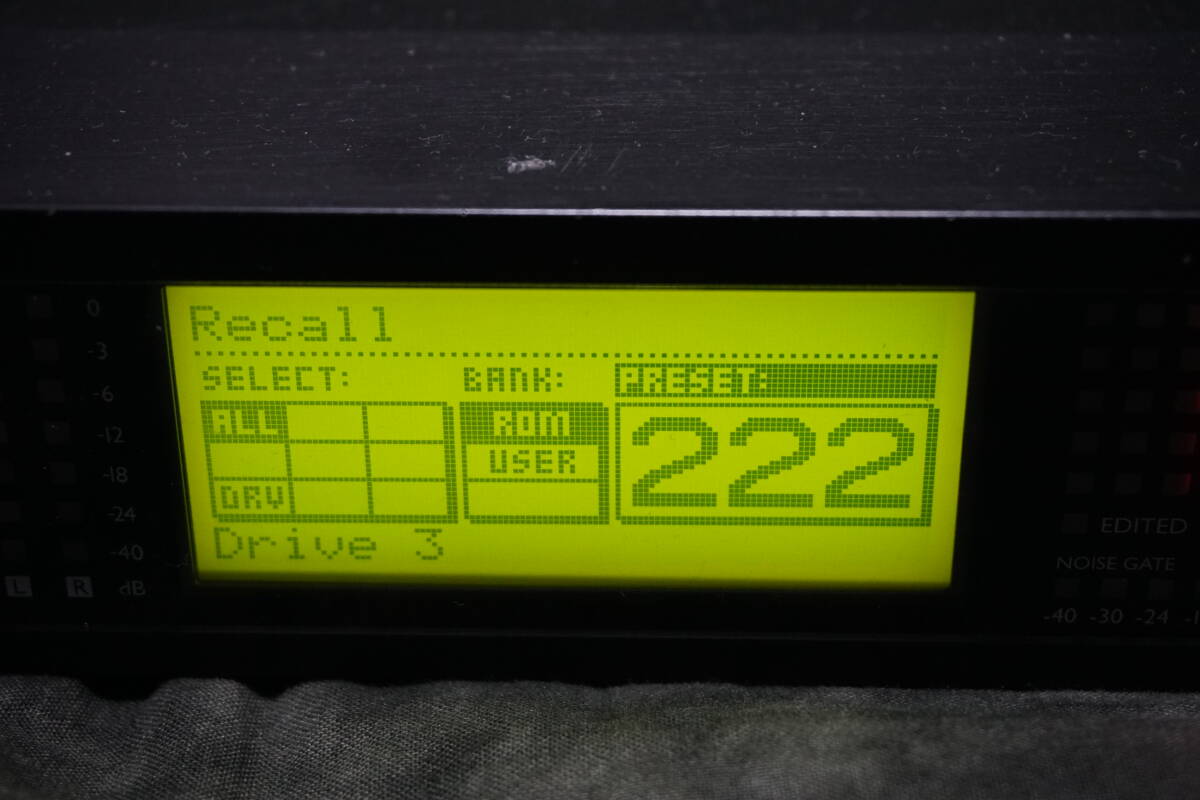 Recall
SELECT: BANK: PRESET:
ALL ROM 222
USER
DRV
Drive 3
0
-3
-6
-12
-18
-24
-40
L R dB
EDITED
NOISE GATE
-40 -30 -24